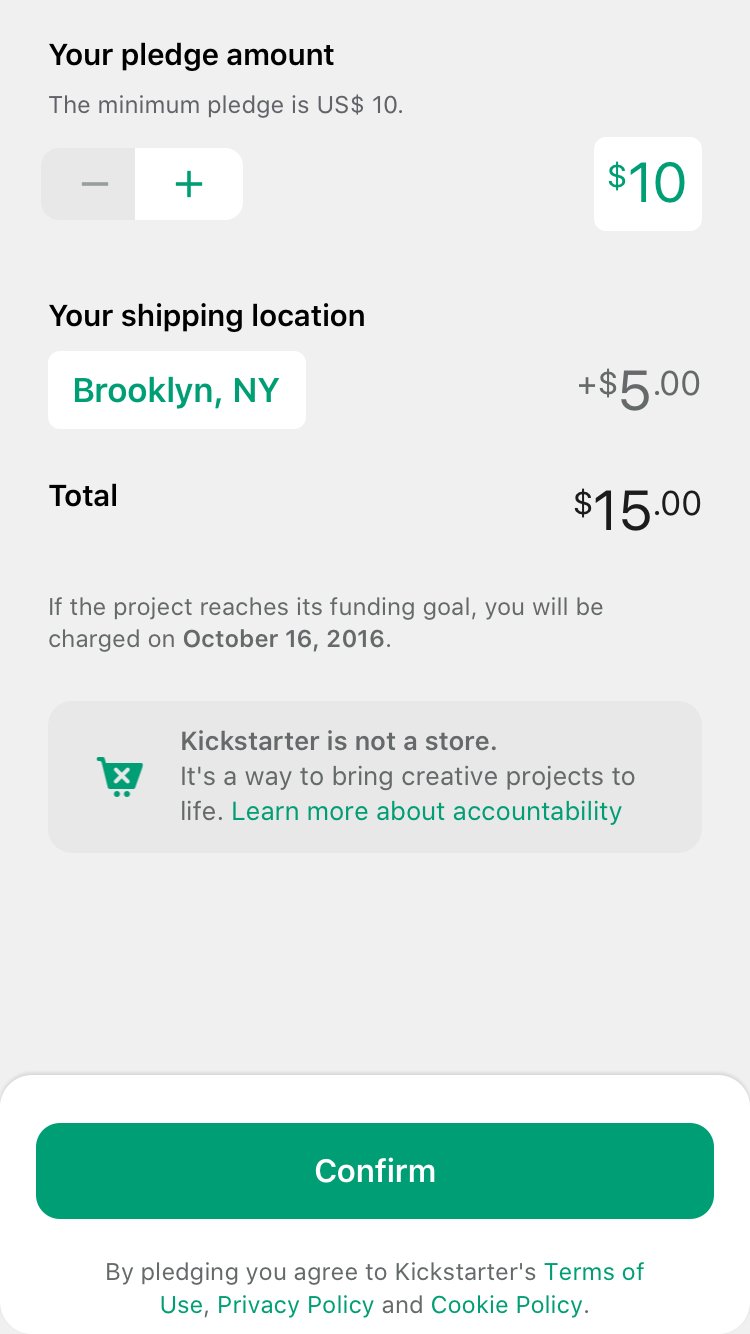 Your pledge amount
The minimum pledge is US$ 10.
− +
$10
Your shipping location
Brooklyn, NY
+$5.00
Total
$15.00
If the project reaches its funding goal, you will be
charged on October 16, 2016.
Kickstarter is not a store.
It's a way to bring creative projects to
life. Learn more about accountability
Confirm
By pledging you agree to Kickstarter's Terms of
Use, Privacy Policy and Cookie Policy.